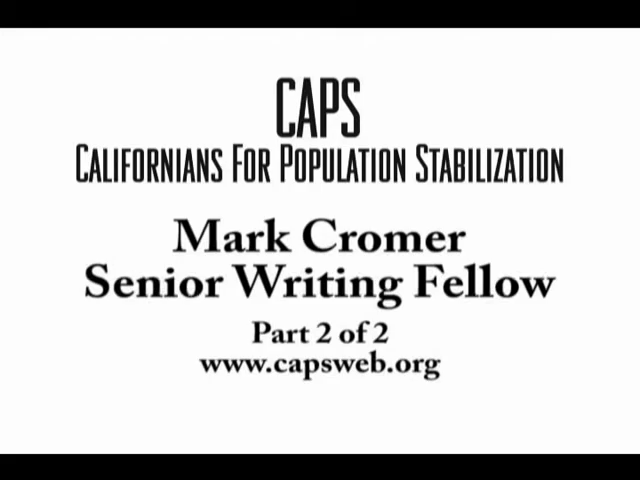 CAPS
CALIFORNIANS FOR POPULATION STABILIZATION
Mark Cromer
Senior Writing Fellow
Part 2 of 2
www.capsweb.org